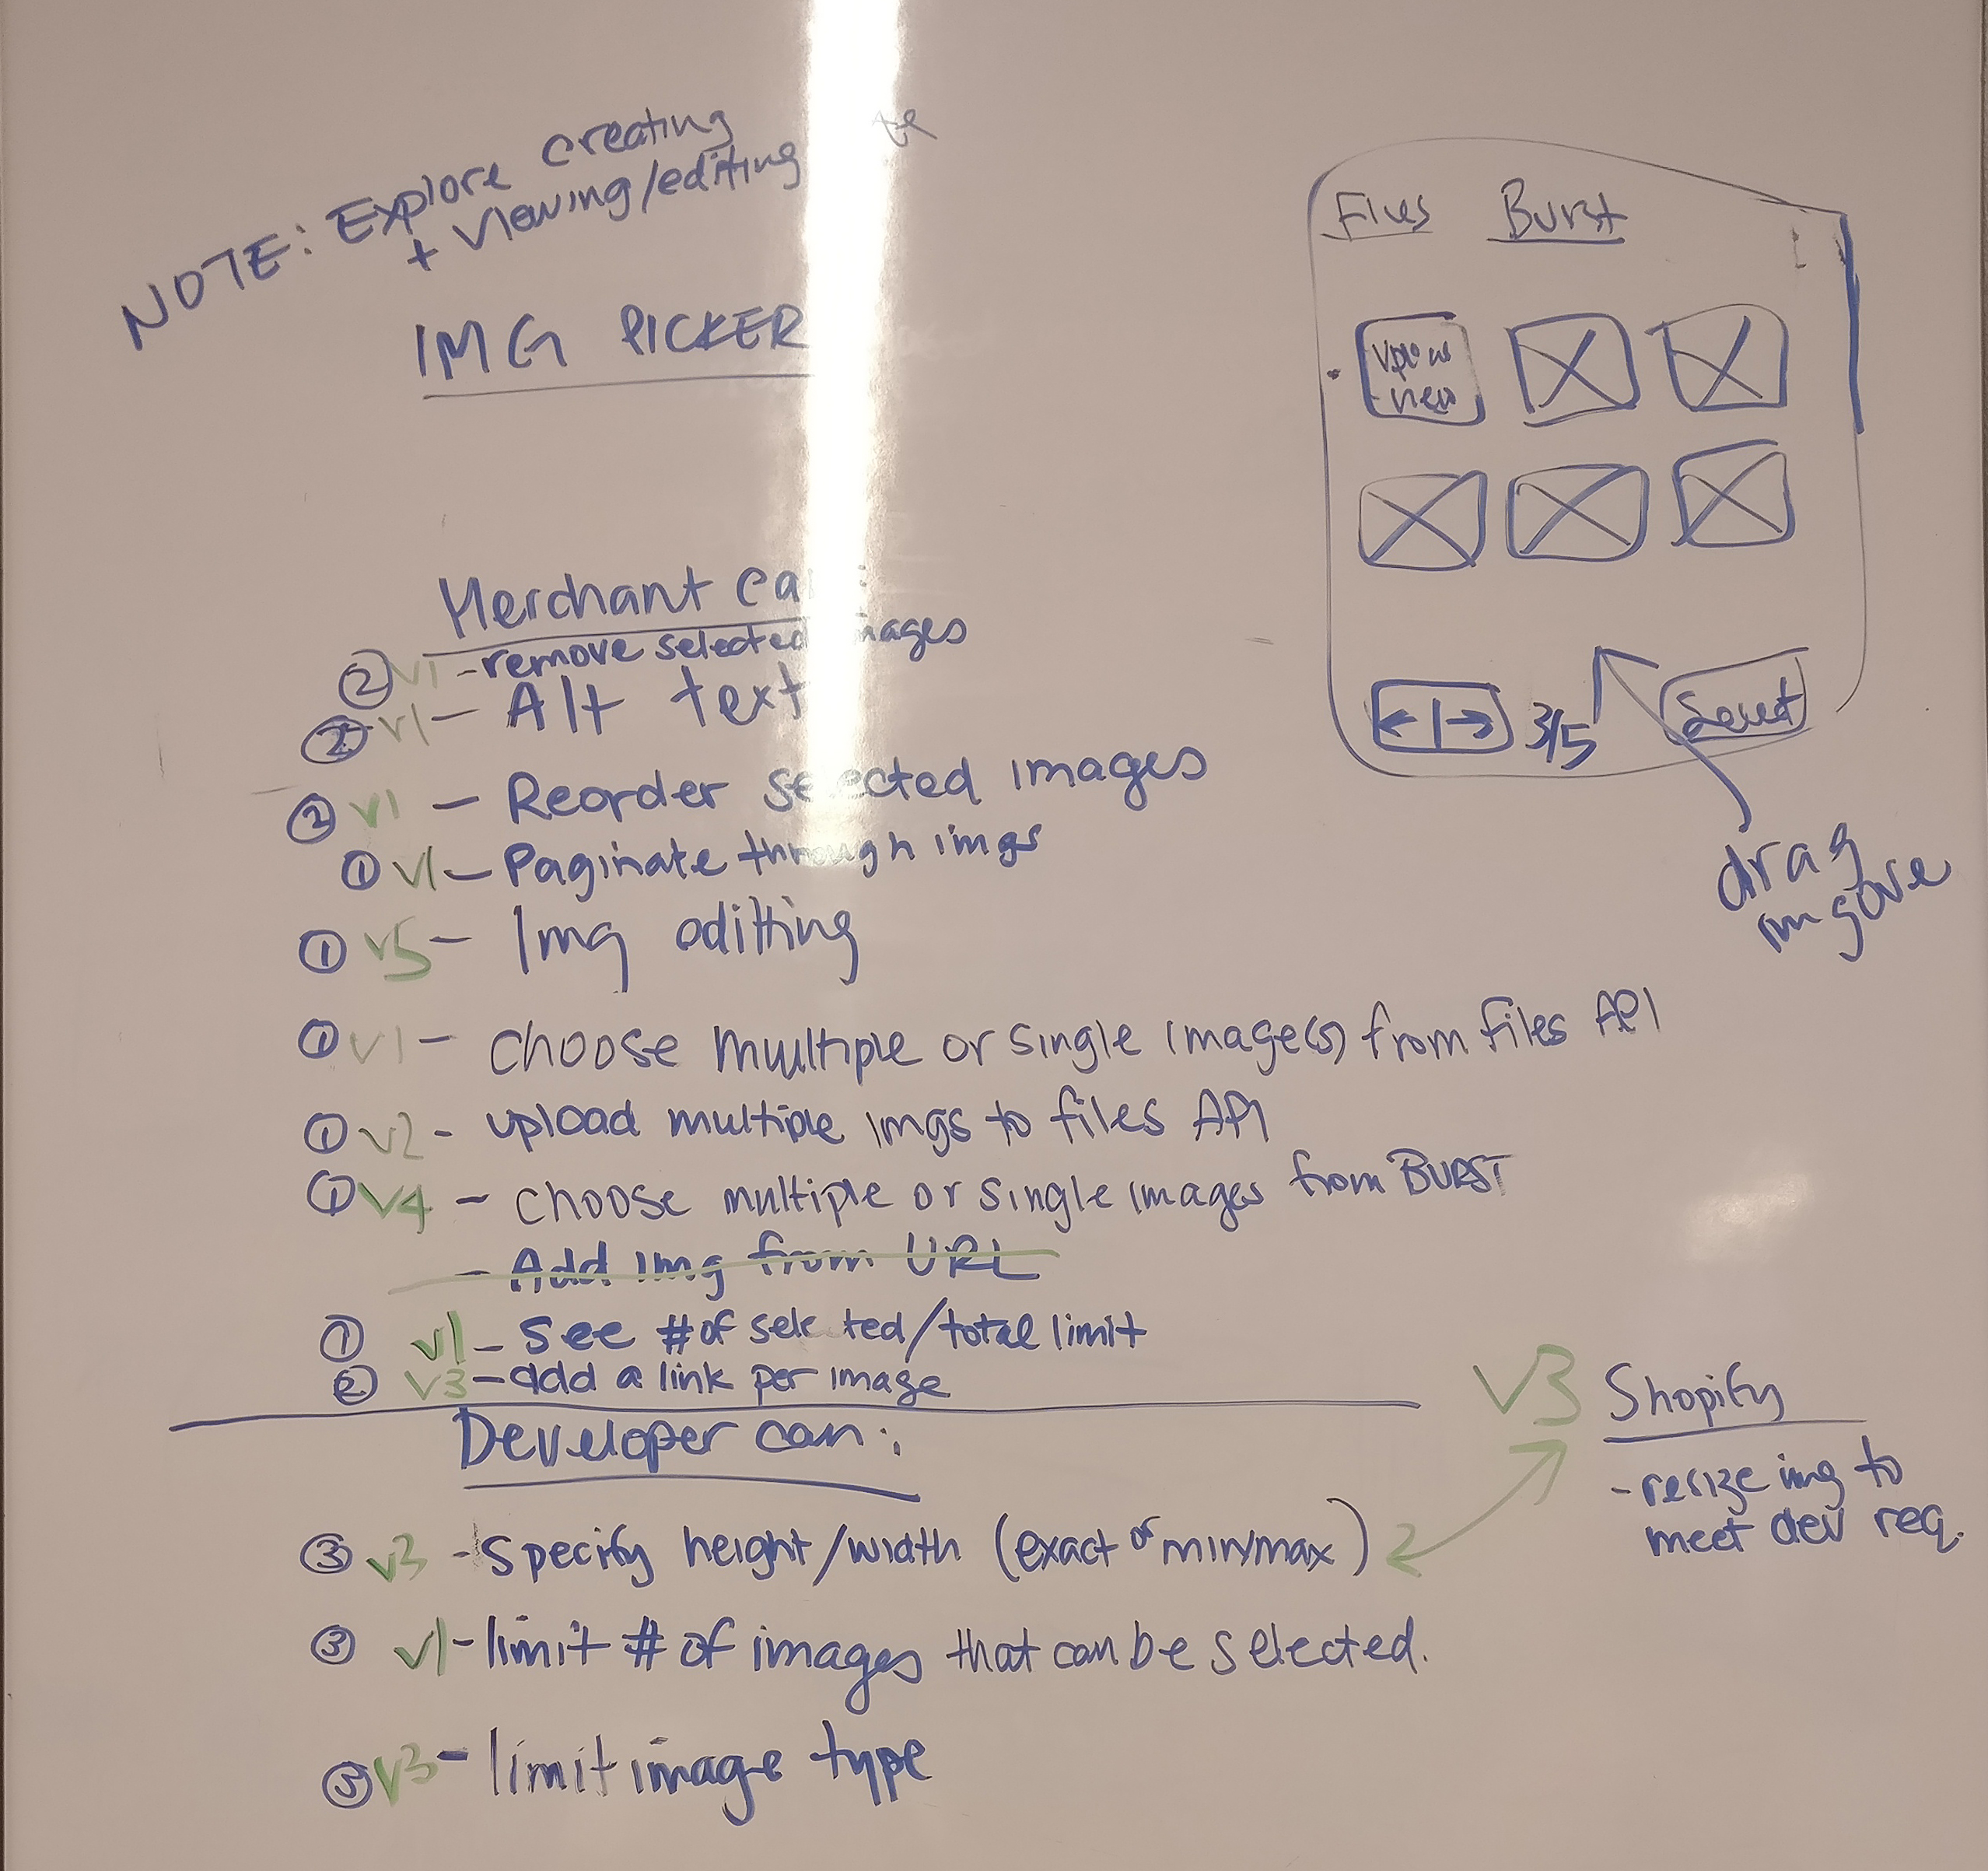 NOTE: Explore creating
+ viewing/editing
IMG PICKER
Merchant ca
② v1 - remove selected images
② v1 - Alt text
② v1 - Reorder selected images
① v1 - Paginate through imgs
① v5 - Img editting
① v1 - choose multiple or single image(s) from files API
① v2 - upload multiple imgs to files API
① v4 - choose multiple or single images from BURST
- Add Img from URL
① v1 - see # of selected/total limit
② v3 - add a link per image
Developer can:
③ v3 - specify height/width (exact or min/max)
③ v1 - limit # of images that can be selected.
③ v3 - limit image type
Files Burst
new
← | → 3/5 Select
drag
v3 Shopify
- resize img to
meet dev req.